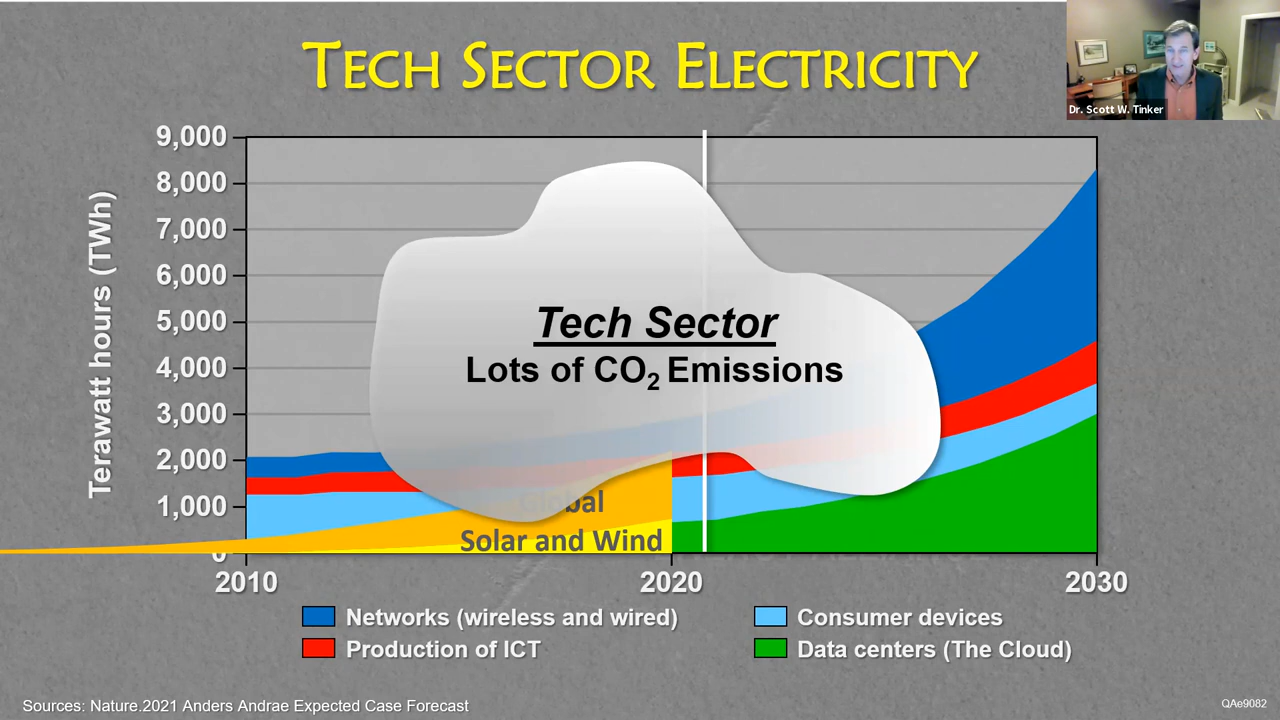 TECH SECTOR ELECTRICITY
Dr. Scott W. Tinker
Terawatt hours (TWh)
9,000
8,000
7,000
6,000
5,000
4,000
3,000
2,000
1,000
0
Tech Sector
Lots of CO₂ Emissions
Global
Solar and Wind
2010
2020
2030
Networks (wireless and wired)
Consumer devices
Production of ICT
Data centers (The Cloud)
Sources: Nature.2021 Anders Andrae Expected Case Forecast
QAe9082